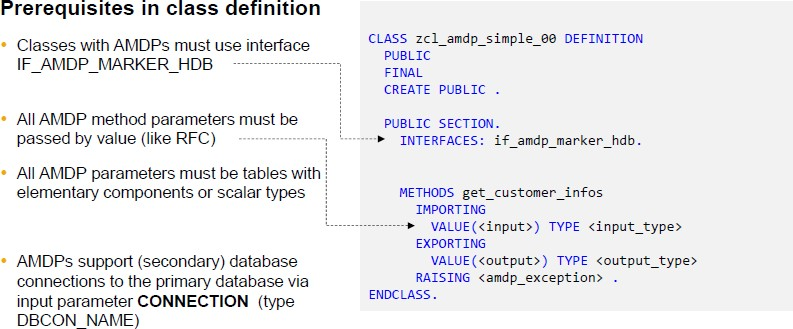 Prerequisites in class definition
• Classes with AMDPs must use interface
IF_AMDP_MARKER_HDB
• All AMDP method parameters must be
passed by value (like RFC)
• All AMDP parameters must be tables with
elementary components or scalar types
• AMDPs support (secondary) database
connections to the primary database via
input parameter CONNECTION (type
DBCON_NAME)
CLASS zcl_amdp_simple_00 DEFINITION
PUBLIC
FINAL
CREATE PUBLIC .
PUBLIC SECTION.
INTERFACES: if_amdp_marker_hdb.
METHODS get_customer_infos
IMPORTING
VALUE(<input>) TYPE <input_type>
EXPORTING
VALUE(<output>) TYPE <output_type>
RAISING <amdp_exception> .
ENDCLASS.